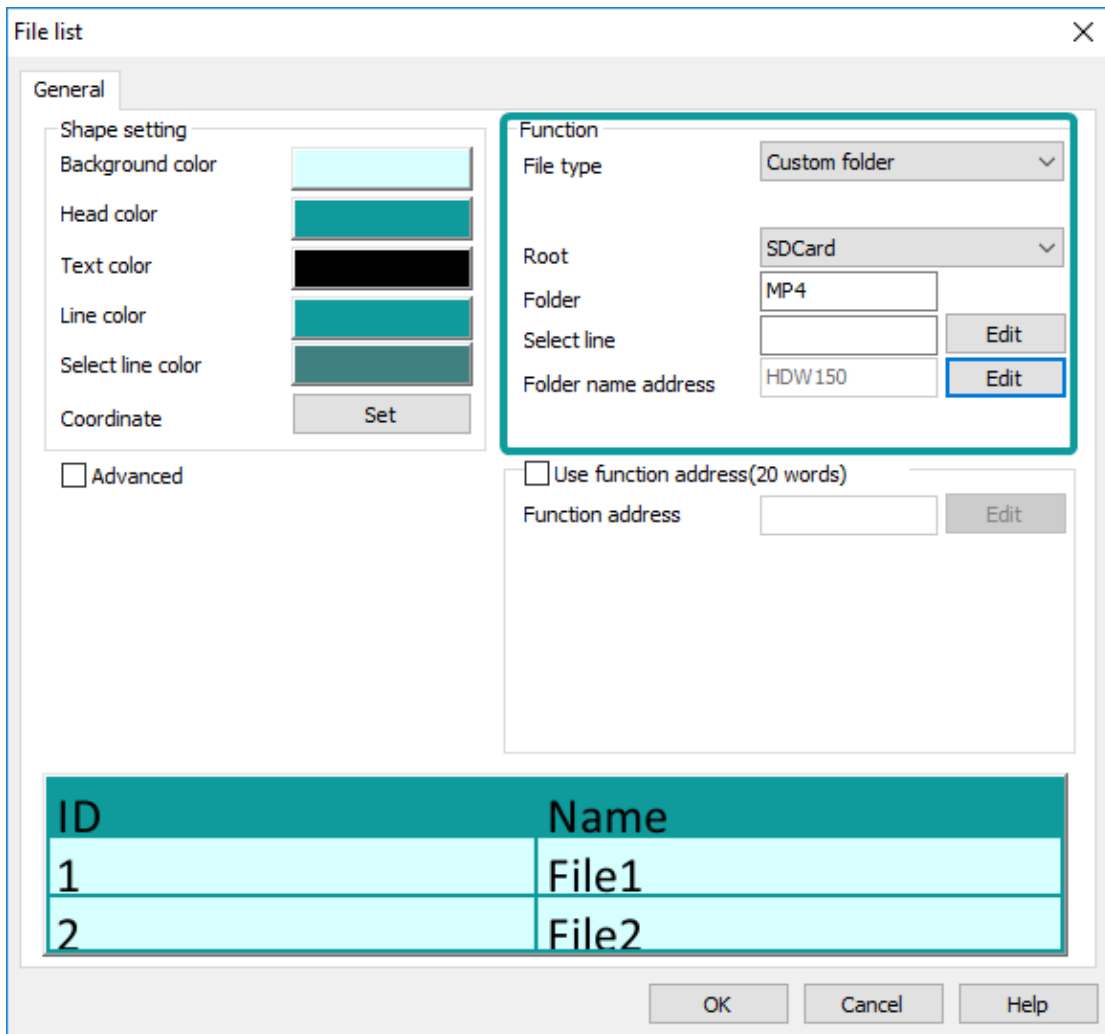 File list
General
Shape setting
Background color
Head color
Text color
Line color
Select line color
Coordinate Set
Advanced
Function
File type Custom folder
Root SDCard
Folder MP4
Select line Edit
Folder name address HDW150 Edit
Use function address(20 words)
Function address Edit
ID Name
1 File1
2 File2
OK Cancel Help